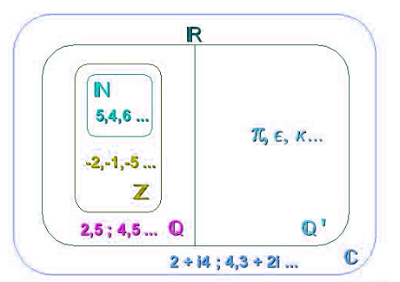 ℝ
ℕ
5,4,6 ...
π, ϵ, κ...
-2,-1,-5 ...
ℤ
2,5 ; 4,5 ... ℚ
ℚ'
2 + i4 ; 4,3 + 2i ... ℂ